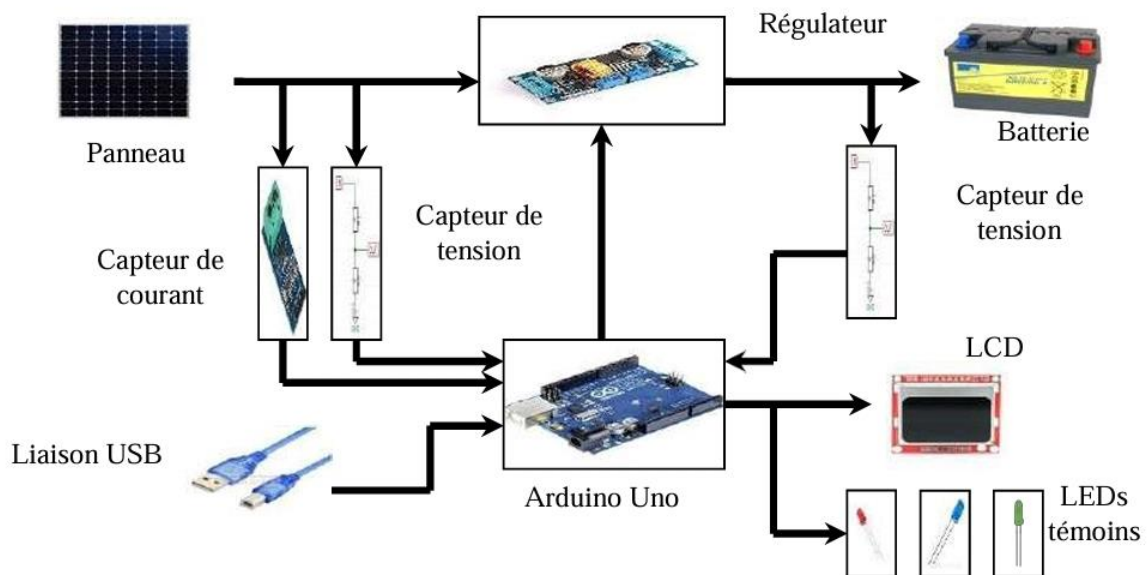 Régulateur
Panneau
Batterie
Capteur de
tension
Capteur de
tension
Capteur de
courant
LCD
Liaison USB
Arduino Uno
LEDs
témoins